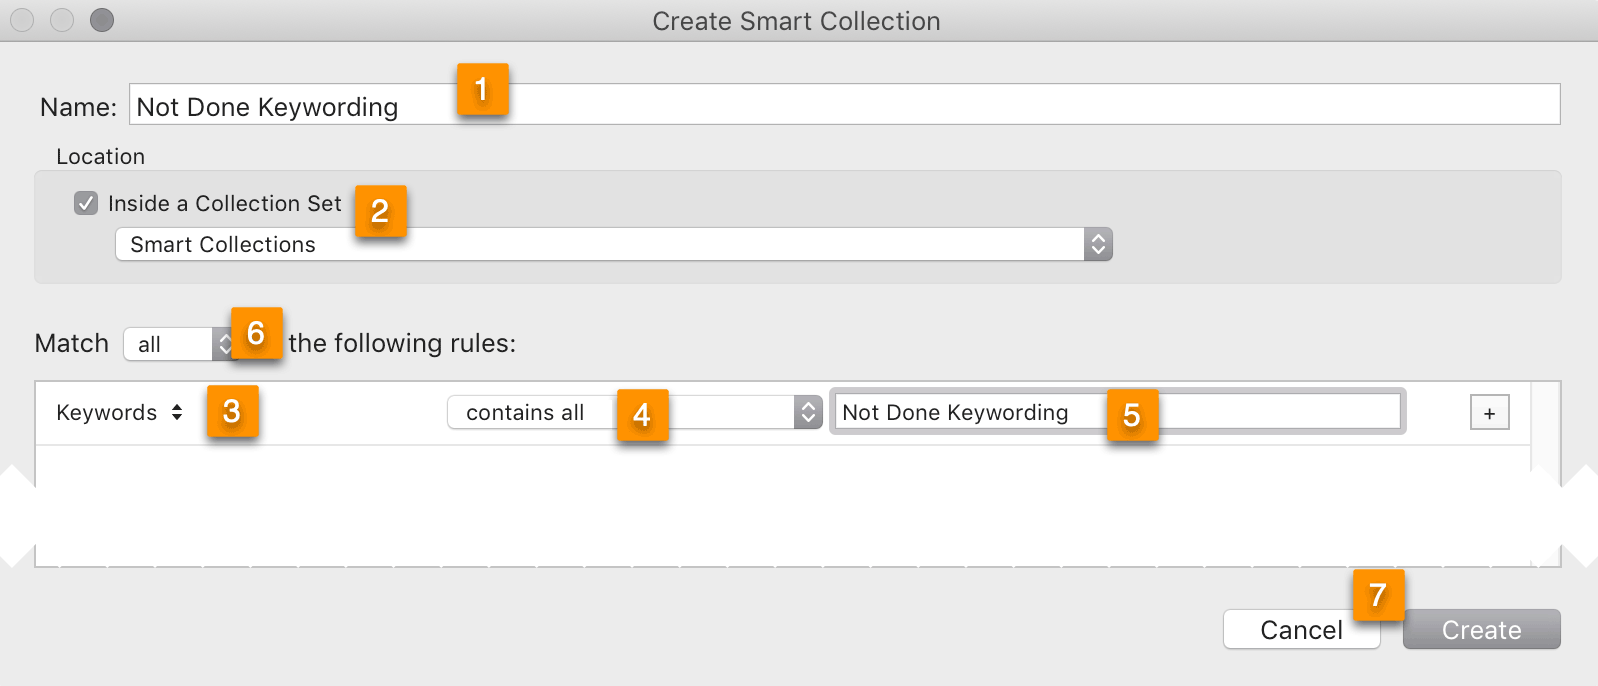 Create Smart Collection
1
Name: Not Done Keywording
Location
Inside a Collection Set 2
Smart Collections
Match all 6 the following rules:
Keywords 3 contains all 4 Not Done Keywording 5 +
7
Cancel Create